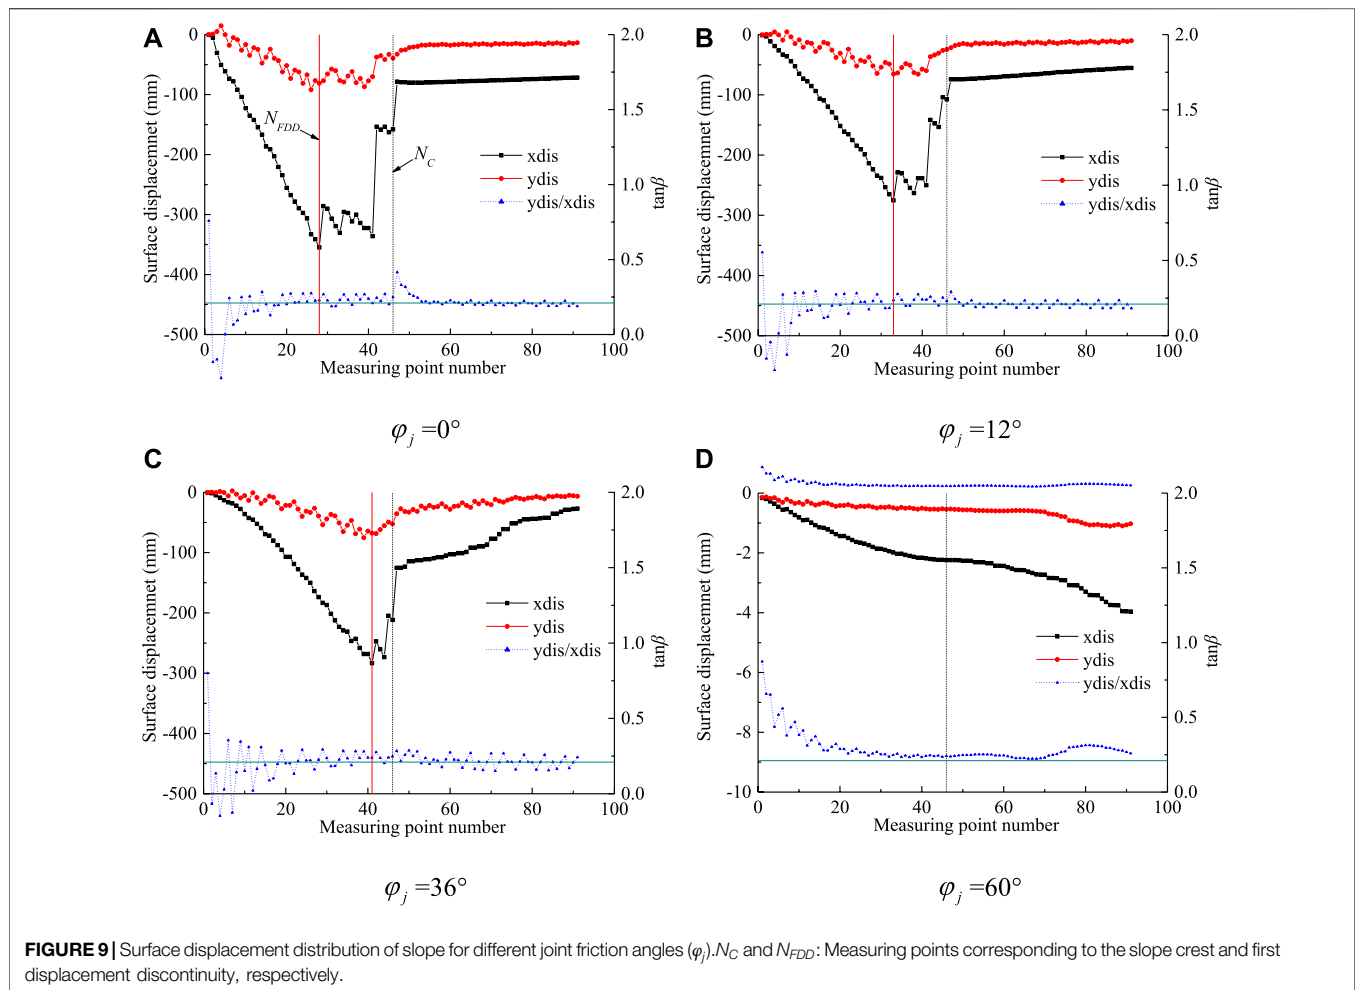 A
0
-100
-200
-300
-400
-500
Surface displacemnet (mm)
N_FDD
N_C
xdis
ydis
ydis/xdis
2.0
1.5
1.0
0.5
0.0
tanβ
0 20 40 60 80 100
Measuring point number
φ_j =0°
B
0
-100
-200
-300
-400
-500
Surface displacemnet (mm)
xdis
ydis
ydis/xdis
2.0
1.5
1.0
0.5
0.0
tanβ
0 20 40 60 80 100
Measuring point number
φ_j =12°
C
0
-100
-200
-300
-400
-500
Surface displacemnet (mm)
xdis
ydis
ydis/xdis
2.0
1.5
1.0
0.5
0.0
tanβ
0 20 40 60 80 100
Measuring point number
φ_j =36°
D
0
-2
-4
-6
-8
-10
Surface displacemnet (mm)
xdis
ydis
ydis/xdis
2.0
1.5
1.0
0.5
0.0
tanβ
0 20 40 60 80 100
Measuring point number
φ_j =60°
FIGURE 9 | Surface displacement distribution of slope for different joint friction angles (φ_j).N_C and N_FDD: Measuring points corresponding to the slope crest and first
displacement discontinuity, respectively.